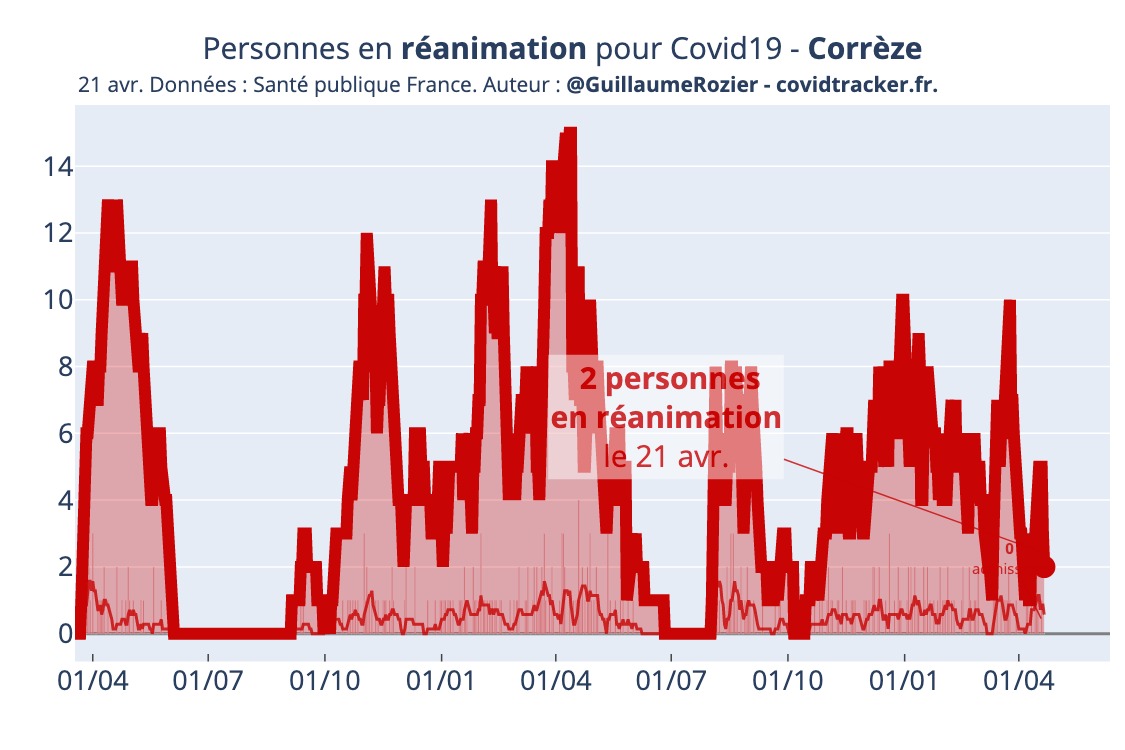 Personnes en réanimation pour Covid19 - Corrèze
21 avr. Données : Santé publique France. Auteur : @GuillaumeRozier - covidtracker.fr.
14
12
10
8
6
4
2
0
2 personnes
en réanimation
le 21 avr.
0
01/04 01/07 01/10 01/01 01/04 01/07 01/10 01/01 01/04